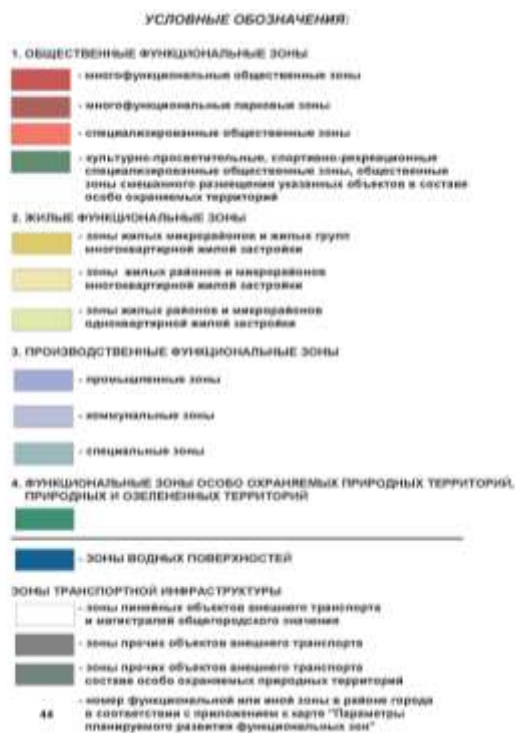 УСЛОВНЫЕ ОБОЗНАЧЕНИЯ:
1. ОБЩЕСТВЕННЫЕ ФУНКЦИОНАЛЬНЫЕ ЗОНЫ
- многофункциональные общественные зоны
- многофункциональные парковые зоны
- специализированные общественные зоны
- культурно-просветительные, спортивно-рекреационные
специализированные общественные зоны, общественные
зоны смешанного размещения указанных объектов в составе
особо охраняемых территорий
2. ЖИЛЫЕ ФУНКЦИОНАЛЬНЫЕ ЗОНЫ
- зоны жилых микрорайонов и жилых групп
многоквартирной жилой застройки
- зоны жилых районов и микрорайонов
многоквартирной жилой застройки
- зоны жилых районов и микрорайонов
одноквартирной жилой застройки
3. ПРОИЗВОДСТВЕННЫЕ ФУНКЦИОНАЛЬНЫЕ ЗОНЫ
- промышленные зоны
- коммунальные зоны
- специальные зоны
4. ФУНКЦИОНАЛЬНЫЕ ЗОНЫ ОСОБО ОХРАНЯЕМЫХ ПРИРОДНЫХ ТЕРРИТОРИЙ,
ПРИРОДНЫХ И ОЗЕЛЕНЕННЫХ ТЕРРИТОРИЙ
- ЗОНЫ ВОДНЫХ ПОВЕРХНОСТЕЙ
ЗОНЫ ТРАНСПОРТНОЙ ИНФРАСТРУКТУРЫ
- зоны линейных объектов внешнего транспорта
и магистралей общегородского значения
- зоны прочих объектов внешнего транспорта
- зоны прочих объектов внешнего транспорта
составе особо охраняемых природных территорий
44 - номер функциональной или иной зоны в районе города
в соответствии с приложением к карте "Параметры
планируемого развития функциональных зон"